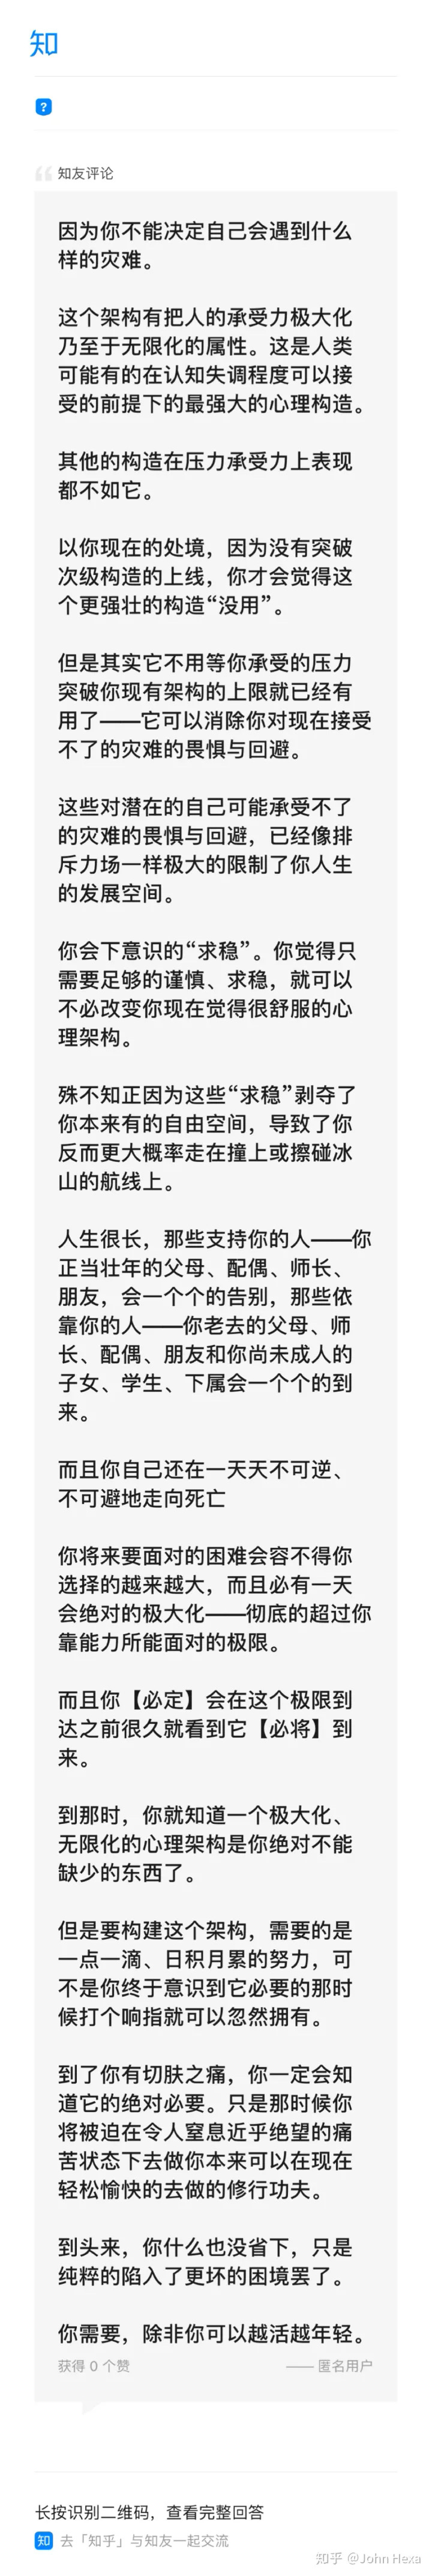 知
?
知友评论
因为你不能决定自己会遇到什么
样的灾难。
这个架构有把人的承受力极大化
乃至于无限化的属性。这是人类
可能有的在认知失调程度可以接
受的前提下的最强大的心理构造。
其他的构造在压力承受力上表现
都不如它。
以你现在的处境，因为没有突破
次级构造的上线，你才会觉得这
个更强壮的构造“没用”。
但是其实它不用等你承受的压力
突破你现有架构的上限就已经有
用了——它可以消除你对现在接受
不了的灾难的畏惧与回避。
这些对潜在的自己可能承受不了
的灾难的畏惧与回避，已经像排
斥力场一样极大的限制了你人生
的发展空间。
你会下意识的“求稳”。你觉得只
需要足够的谨慎、求稳，就可以
不必改变你现在觉得很舒服的心
理架构。
殊不知正因为这些“求稳”剥夺了
你本来有的自由空间，导致了你
反而更大概率走在撞上或擦碰冰
山的航线上。
人生很长，那些支持你的人——你
正当壮年的父母、配偶、师长、
朋友，会一个个的告别，那些依
靠你的人——你老去的父母、师
长、配偶、朋友和你尚未成人的
子女、学生、下属会一个个的到
来。
而且你自己还在一天天不可逆、
不可避地走向死亡
你将来要面对的困难会容不得你
选择的越来越大，而且必有一天
会绝对的极大化——彻底的超过你
靠能力所能面对的极限。
而且你【必定】会在这个极限到
达之前很久就看到它【必将】到
来。
到那时，你就知道一个极大化、
无限化的心理架构是你绝对不能
缺少的东西了。
但是要构建这个架构，需要的是
一点一滴、日积月累的努力，可
不是你终于意识到它必要的那时
候打个响指就可以忽然拥有。
到了你有切肤之痛，你一定会知
道它的绝对必要。只是那时候你
将被迫在令人窒息近乎绝望的痛
苦状态下去做你本来可以在现在
轻松愉快的去做的修行功夫。
到头来，你什么也没省下，只是
纯粹的陷入了更坏的困境罢了。
你需要，除非你可以越活越年轻。
获得 0 个赞 —— 匿名用户
长按识别二维码，查看完整回答
知 去「知乎」与知友一起交流
知乎 @John Hexa